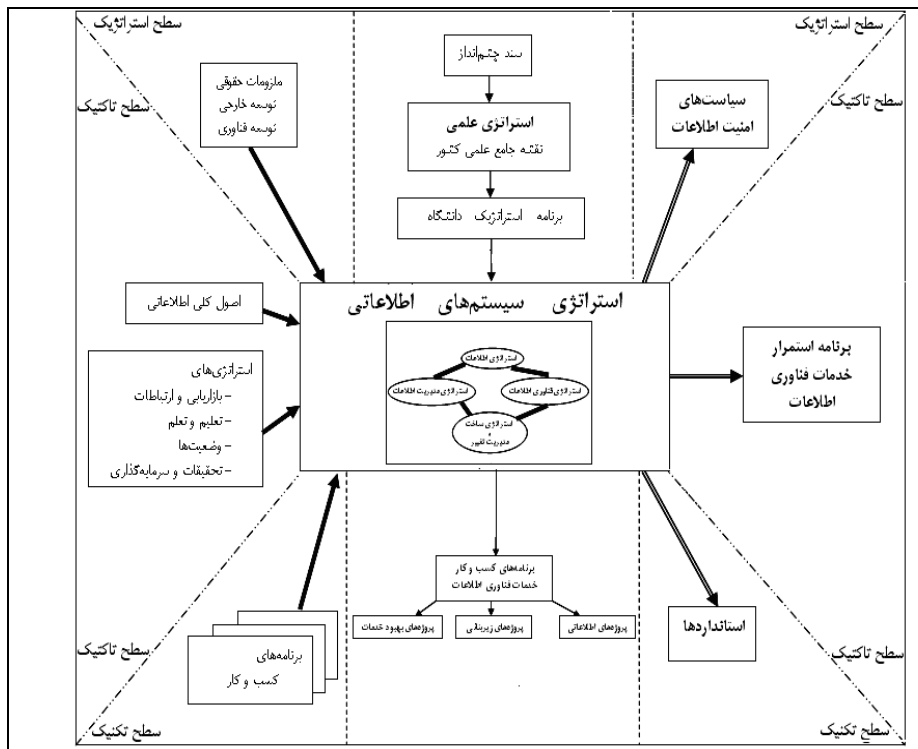 سطح استراتژیک
سطح استراتژیک
سند چشم‌انداز
ملزومات حقوقی
توسعه خارجی
توسعه فناوری
سیاست‌های
امنیت اطلاعات
سطح تاکتیک
سطح تاکتیک
استراتژی علمی
نقشه جامع علمی کشور
برنامه استراتژیک دانشگاه
استراتژی سیستم‌های اطلاعاتی
اصول کلی اطلاعاتی
استراتژی اطلاعات
استراتژی فناوری اطلاعات
استراتژی مدیریت اطلاعات
استراتژی ساخت
و
مدیریت تغییر
برنامه استمرار
خدمات فناوری
اطلاعات
استراتژی‌های
- بازاریابی و ارتباطات
- تعلیم و تعلم
- وضعیت‌ها
- تحقیقات و سرمایه‌گذاری
برنامه‌های کسب و کار
خدمات فناوری اطلاعات
پروژه‌های اطلاعاتی
پروژه‌های زیربنائی
پروژه‌های بهبود خدمات
استانداردها
برنامه‌های
کسب و کار
سطح تاکتیک
سطح تاکتیک
سطح تکنیک
سطح تکنیک